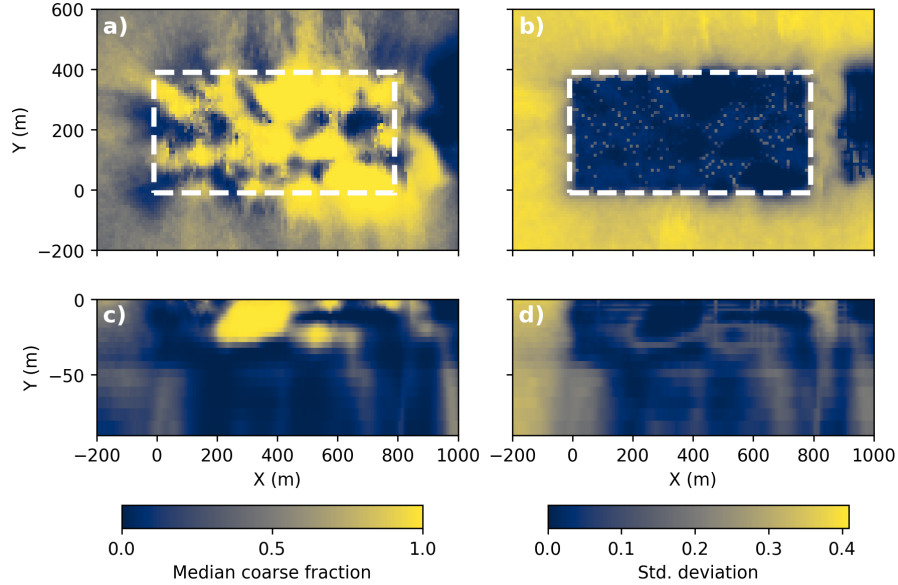 600
a)
b)
400
200
0
−200
Y (m)
0
c)
d)
−50
Y (m)
−200 0 200 400 600 800 1000 −200 0 200 400 600 800 1000
X (m) X (m)
0.0 0.5 1.0 0.0 0.1 0.2 0.3 0.4
Median coarse fraction Std. deviation